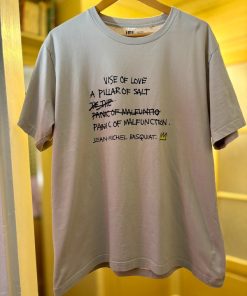 VISE OF LOVE
A PILLAR OF SALT
PANIC OF MALFUNCTION.
JEAN MICHEL BASQUIAT.